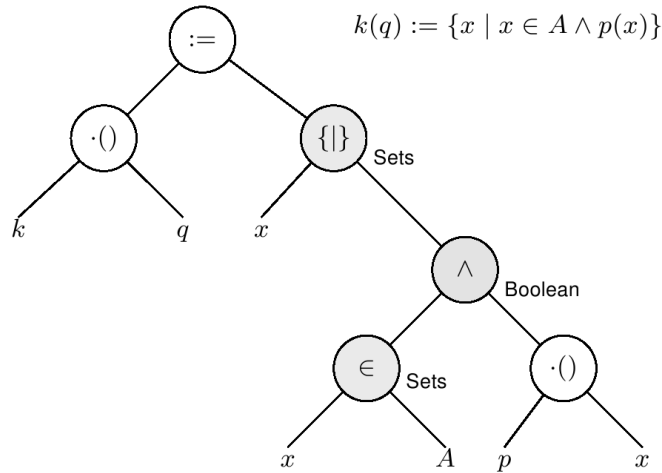 := k(q) := {x | x ∈ A ∧ p(x)}
·() {|} Sets
k q x
∧ Boolean
∈ Sets ·()
x A p x